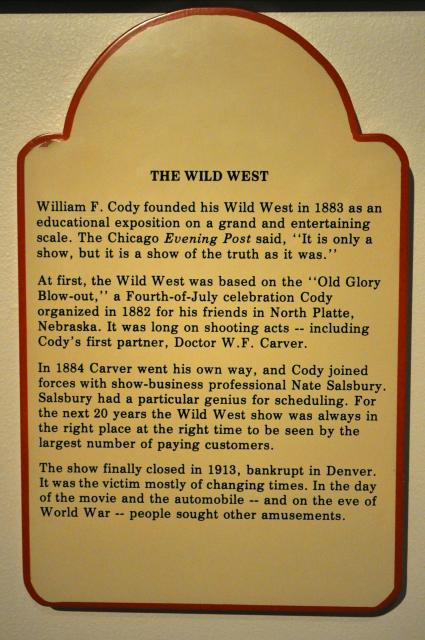 THE WILD WEST
William F. Cody founded his Wild West in 1883 as an
educational exposition on a grand and entertaining
scale. The Chicago Evening Post said, "It is only a
show, but it is a show of the truth as it was."
At first, the Wild West was based on the "Old Glory
Blow-out," a Fourth-of-July celebration Cody
organized in 1882 for his friends in North Platte,
Nebraska. It was long on shooting acts -- including
Cody's first partner, Doctor W.F. Carver.
In 1884 Carver went his own way, and Cody joined
forces with show-business professional Nate Salsbury.
Salsbury had a particular genius for scheduling. For
the next 20 years the Wild West show was always in
the right place at the right time to be seen by the
largest number of paying customers.
The show finally closed in 1913, bankrupt in Denver.
It was the victim mostly of changing times. In the day
of the movie and the automobile -- and on the eve of
World War -- people sought other amusements.